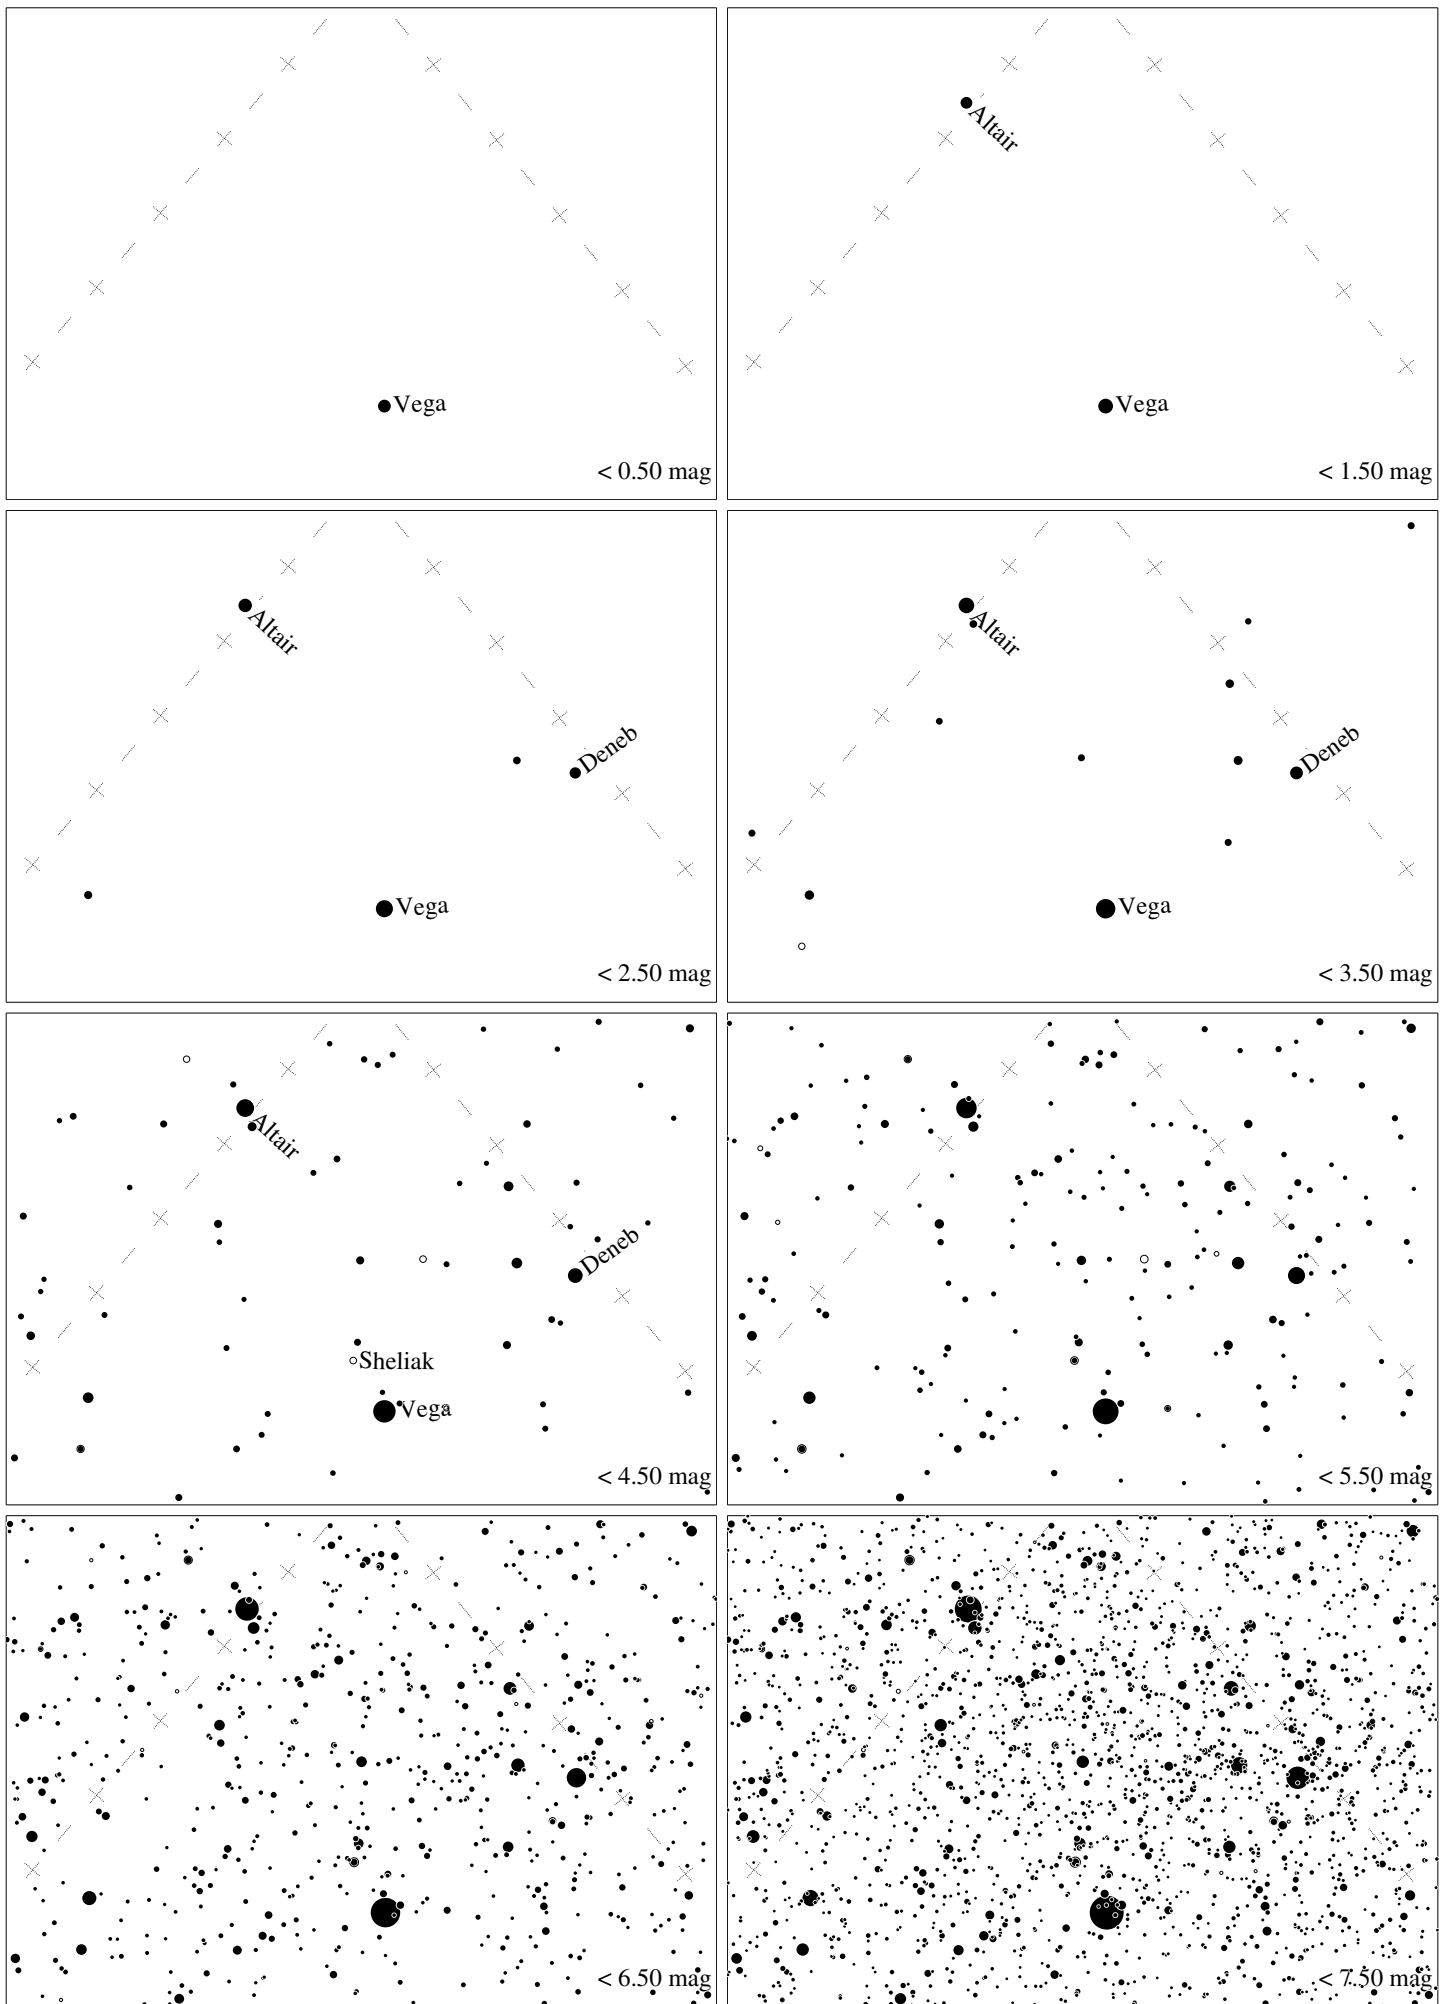 Vega
< 0.50 mag
Altair
Vega
< 1.50 mag
Altair
Deneb
Vega
< 2.50 mag
Altair
Deneb
Vega
< 3.50 mag
Altair
Deneb
Sheliak
Vega
< 4.50 mag
< 5.50 mag
< 6.50 mag
< 7.50 mag